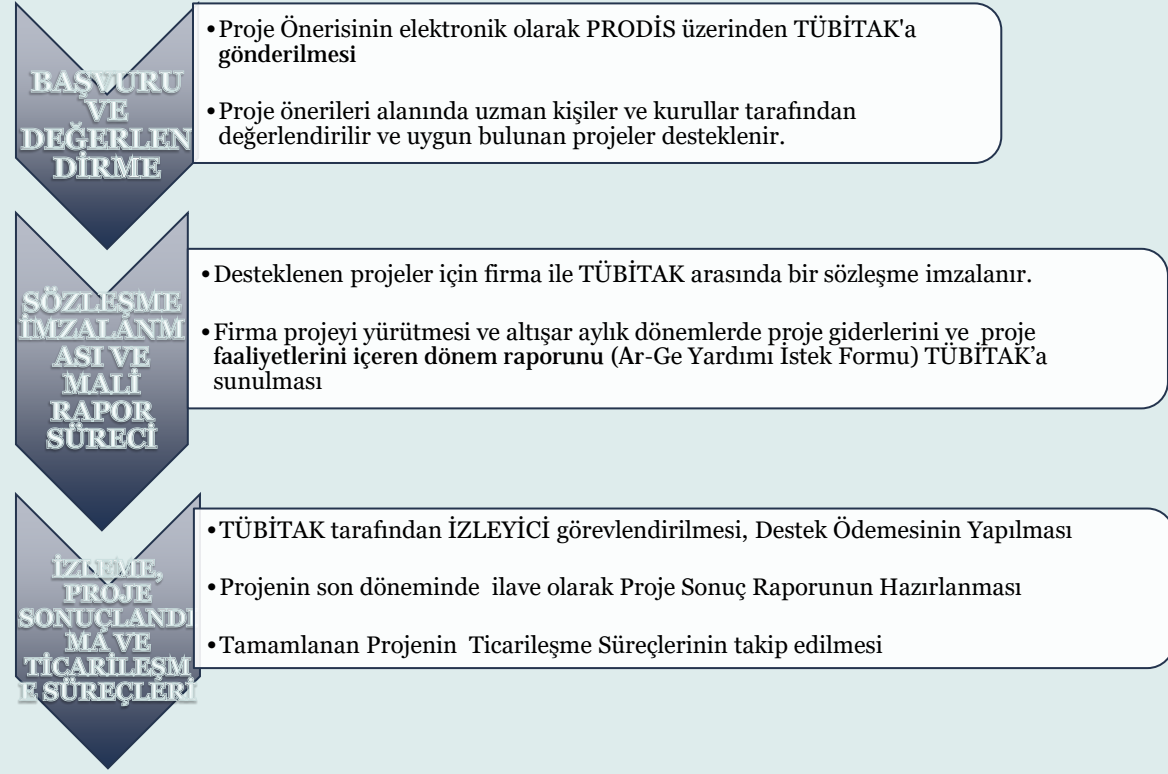 BAŞVURU
VE
DEĞERLEN
DİRME
•Proje Önerisinin elektronik olarak PRODİS üzerinden TÜBİTAK'a
gönderilmesi
•Proje önerileri alanında uzman kişiler ve kurullar tarafından
değerlendirilir ve uygun bulunan projeler desteklenir.
SÖZLEŞME
İMZALANM
ASI VE
MALİ
RAPOR
SÜRECİ
•Desteklenen projeler için firma ile TÜBİTAK arasında bir sözleşme imzalanır.
•Firma projeyi yürütmesi ve altışar aylık dönemlerde proje giderlerini ve proje
faaliyetlerini içeren dönem raporunu (Ar-Ge Yardımı İstek Formu) TÜBİTAK’a
sunulması
İZLEME,
PROJE
SONUÇLANDI
MA VE
TİCARİLEŞM
E SÜREÇLERİ
•TÜBİTAK tarafından İZLEYİCİ görevlendirilmesi, Destek Ödemesinin Yapılması
•Projenin son döneminde ilave olarak Proje Sonuç Raporunun Hazırlanması
•Tamamlanan Projenin Ticarileşme Süreçlerinin takip edilmesi